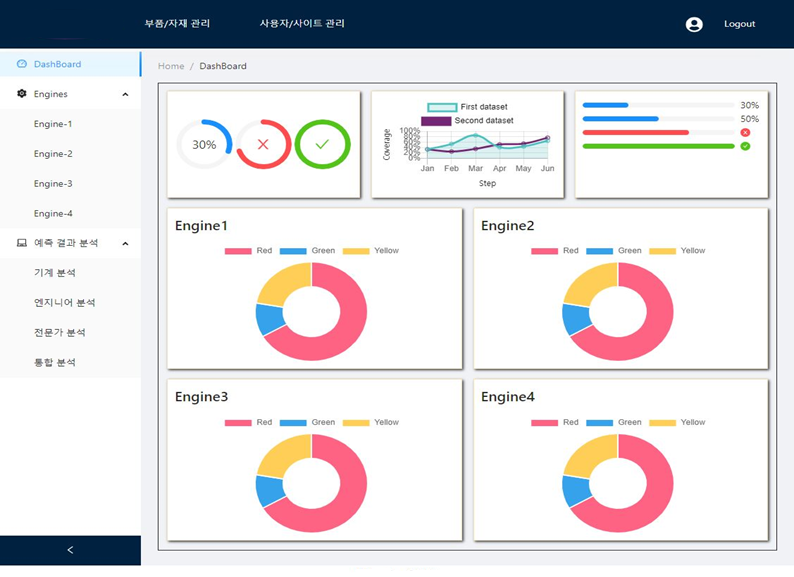 부품/자재 관리 사용자/사이트 관리 Logout
DashBoard
Engines
Engine-1
Engine-2
Engine-3
Engine-4
예측 결과 분석
기계 분석
엔지니어 분석
전문가 분석
통합 분석
Home / DashBoard
30%
First dataset
Second dataset
Coverage
100%
80%
60%
40%
20%
0%
Jan Feb Mar Apr May Jun
Step
30%
50%
Engine1
Red Green Yellow
Engine2
Red Green Yellow
Engine3
Red Green Yellow
Engine4
Red Green Yellow